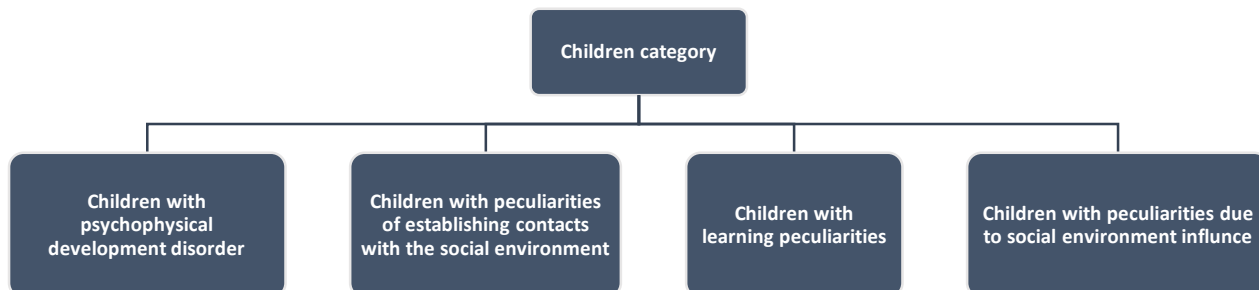 Children category
Children with
psychophysical
development disorder
Children with peculiarities
of establishing contacts
with the social environment
Children with
learning peculiarities
Children with peculiarities due
to social environment influnce